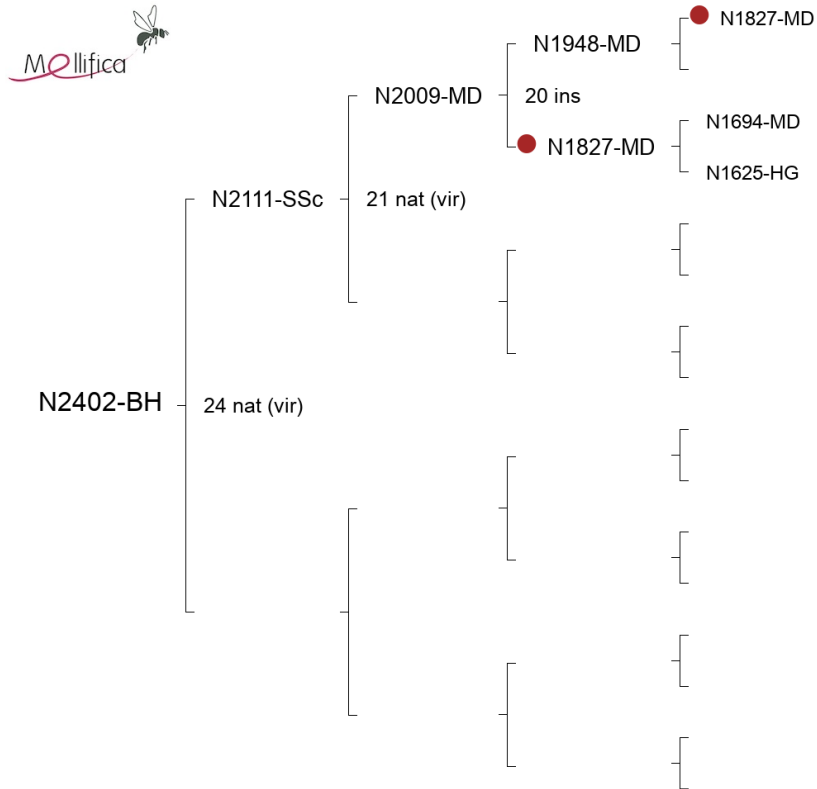 Mellifica
N1827-MD
N1948-MD
N2009-MD
20 ins
N1694-MD
N1827-MD
N1625-HG
N2111-SSc
21 nat (vir)
N2402-BH
24 nat (vir)